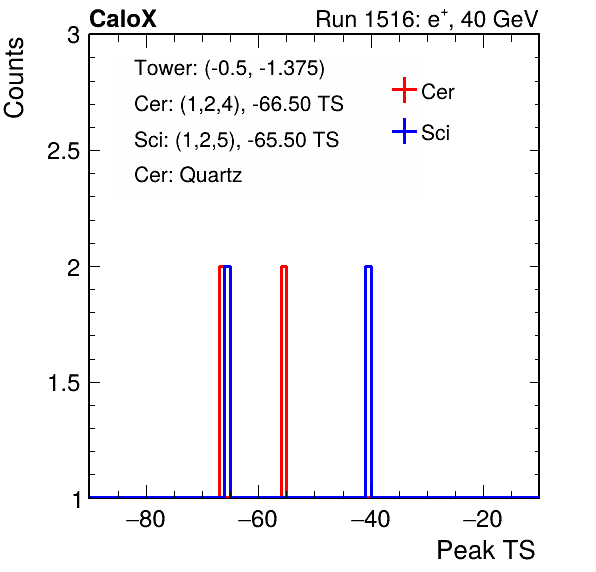 CaloX Run 1516: e⁺, 40 GeV
Counts
Tower: (-0.5, -1.375)
Cer: (1,2,4), -66.50 TS
Sci: (1,2,5), -65.50 TS
Cer: Quartz
Cer
Sci
3
2.5
2
1.5
1
−80 −60 −40 −20
Peak TS